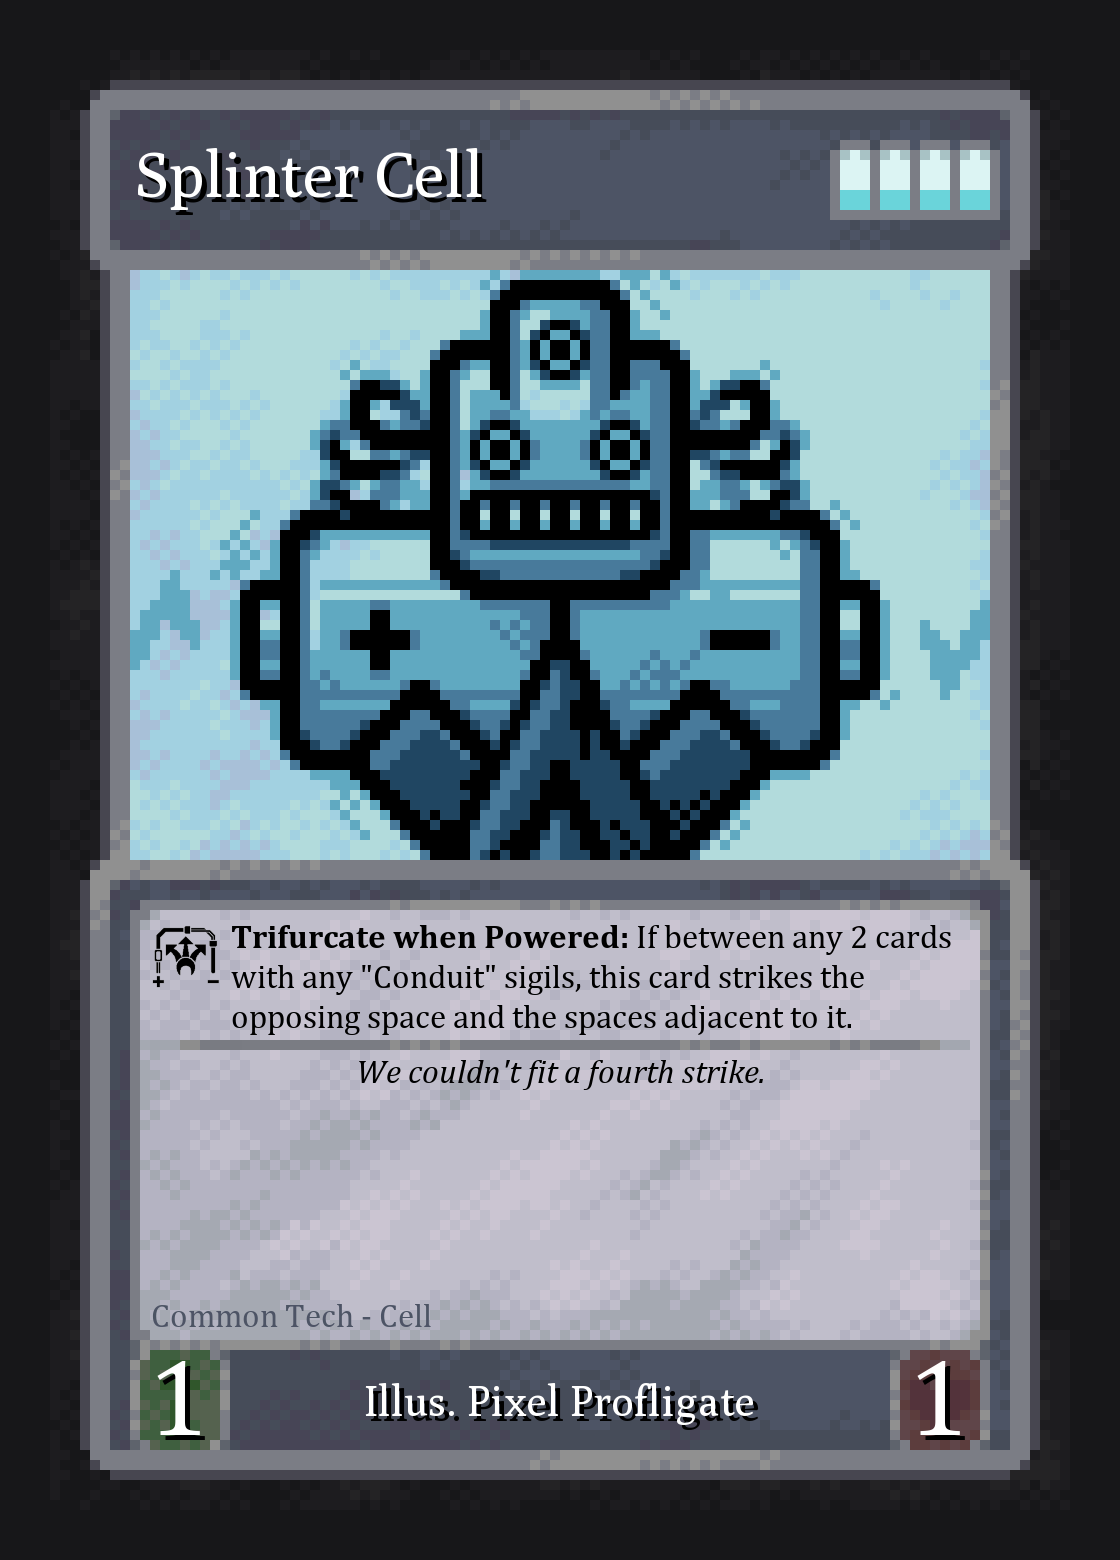 Splinter Cell
+ −
Trifurcate when Powered: If between any 2 cards
with any "Conduit" sigils, this card strikes the
opposing space and the spaces adjacent to it.
We couldn't fit a fourth strike.
Common Tech - Cell
1 Illus. Pixel Profligate 1